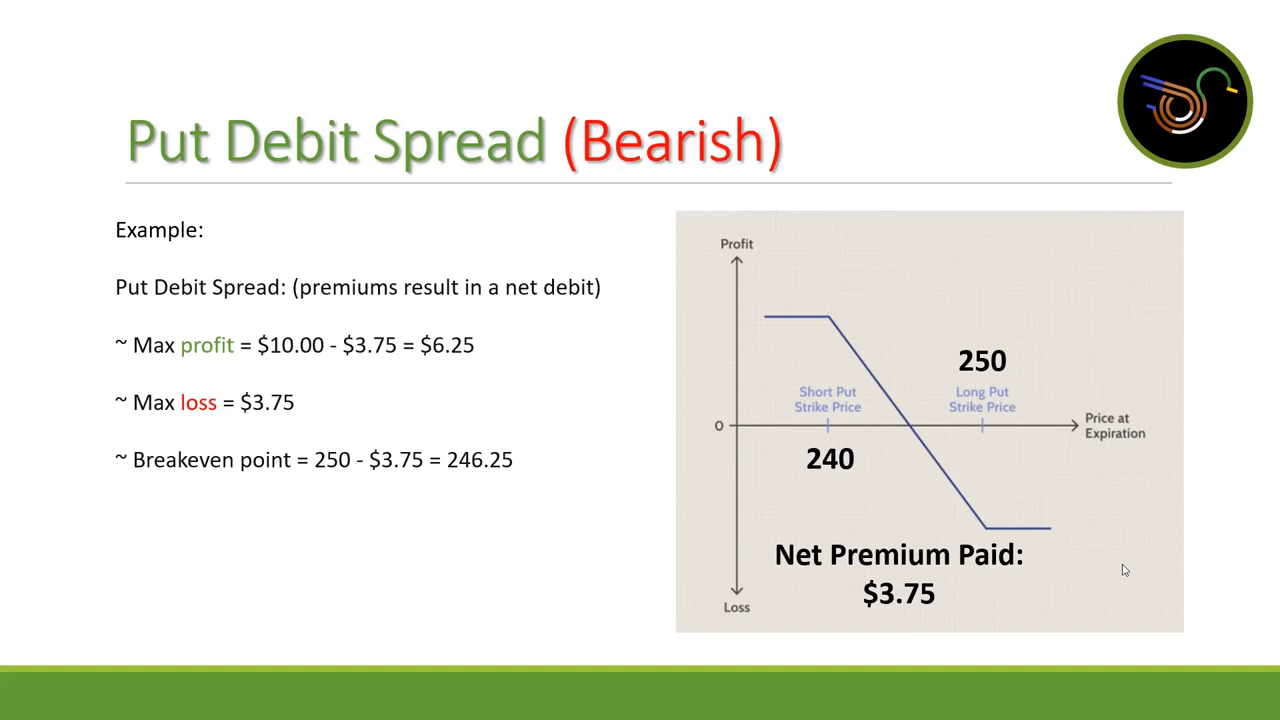 Put Debit Spread (Bearish)
Example:
Put Debit Spread: (premiums result in a net debit)
~ Max profit = $10.00 - $3.75 = $6.25
~ Max loss = $3.75
~ Breakeven point = 250 - $3.75 = 246.25
Profit
250
Short Put
Strike Price
Long Put
Strike Price
0
Price at
Expiration
240
Net Premium Paid:
$3.75
Loss